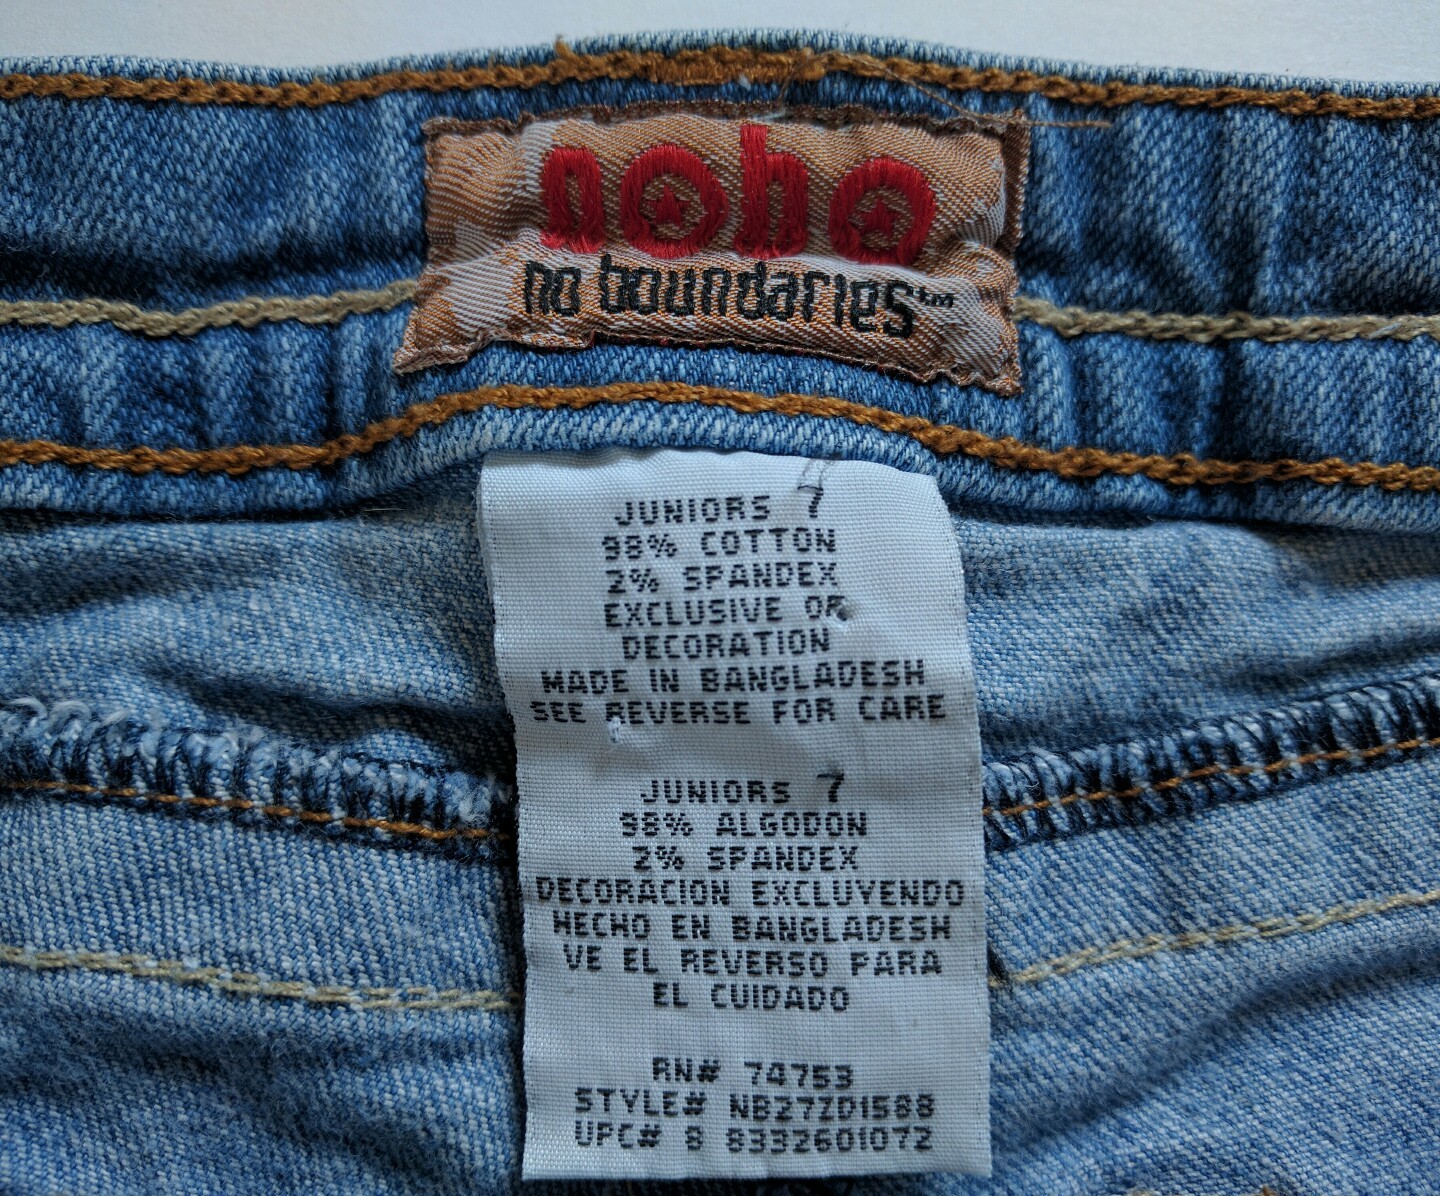 nobo
no boundaries™
JUNIORS 7
98% COTTON
2% SPANDEX
EXCLUSIVE OF
DECORATION
MADE IN BANGLADESH
SEE REVERSE FOR CARE
JUNIORS 7
98% ALGODON
2% SPANDEX
DECORACION EXCLUYENDO
HECHO EN BANGLADESH
VE EL REVERSO PARA
EL CUIDADO
RN# 74753
STYLE# NB27ZD1588
UPC# 8 8332601072